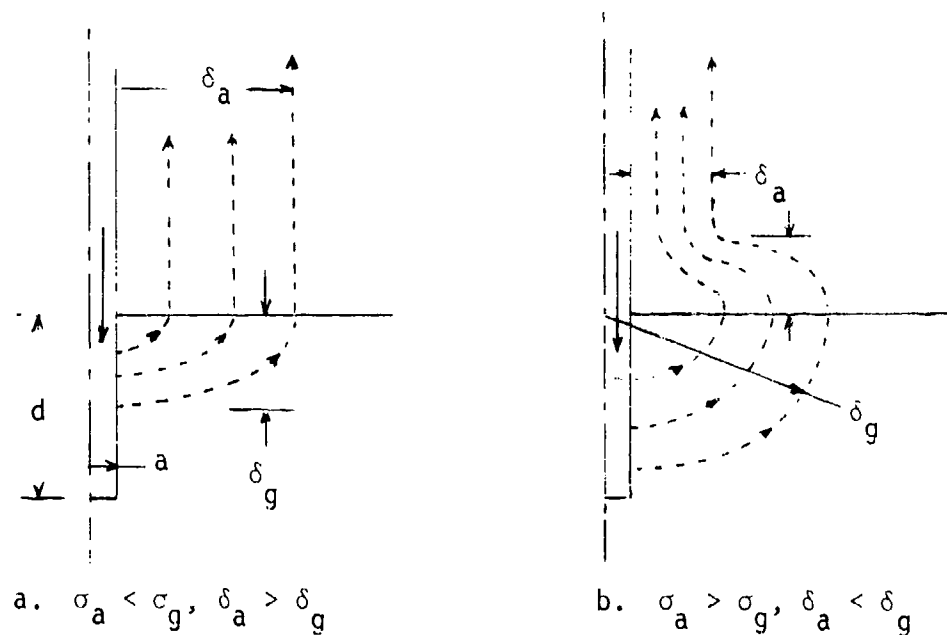 δa
δa
d
a
δg
δg
a. σa < σg, δa > δg
b. σa > σg, δa < δg